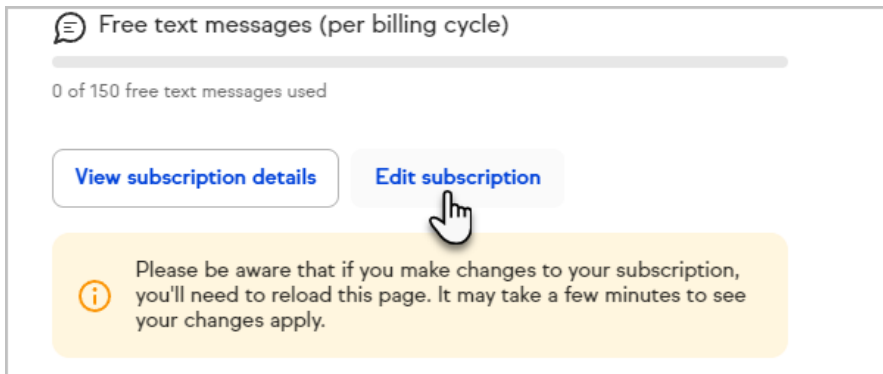 Free text messages (per billing cycle)
0 of 150 free text messages used
View subscription details
Edit subscription
Please be aware that if you make changes to your subscription,
you'll need to reload this page. It may take a few minutes to see
your changes apply.